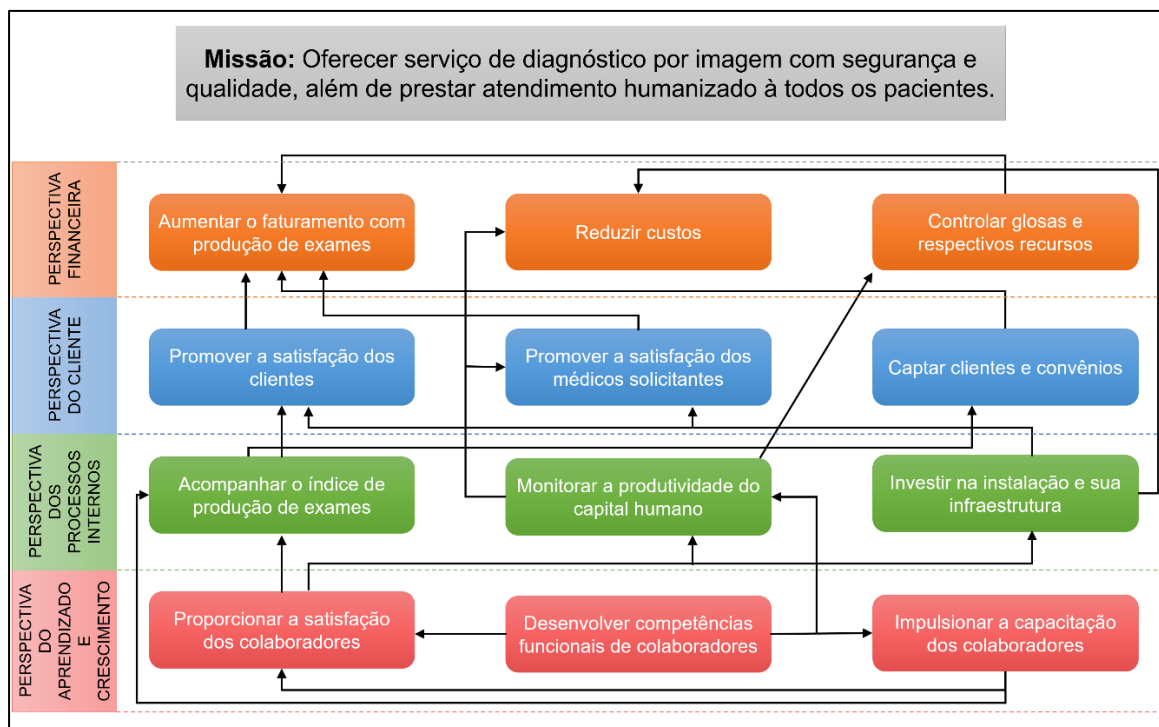 Missão: Oferecer serviço de diagnóstico por imagem com segurança e
qualidade, além de prestar atendimento humanizado à todos os pacientes.
PERSPECTIVA
FINANCEIRA
Aumentar o faturamento com
produção de exames
Reduzir custos
Controlar glosas e
respectivos recursos
PERSPECTIVA
DO CLIENTE
Promover a satisfação dos
clientes
Promover a satisfação dos
médicos solicitantes
Captar clientes e convênios
PERSPECTIVA
DOS
PROCESSOS
INTERNOS
Acompanhar o índice de
produção de exames
Monitorar a produtividade do
capital humano
Investir na instalação e sua
infraestrutura
PERSPECTIVA
DO
APRENDIZADO
E
CRESCIMENTO
Proporcionar a satisfação
dos colaboradores
Desenvolver competências
funcionais de colaboradores
Impulsionar a capacitação
dos colaboradores